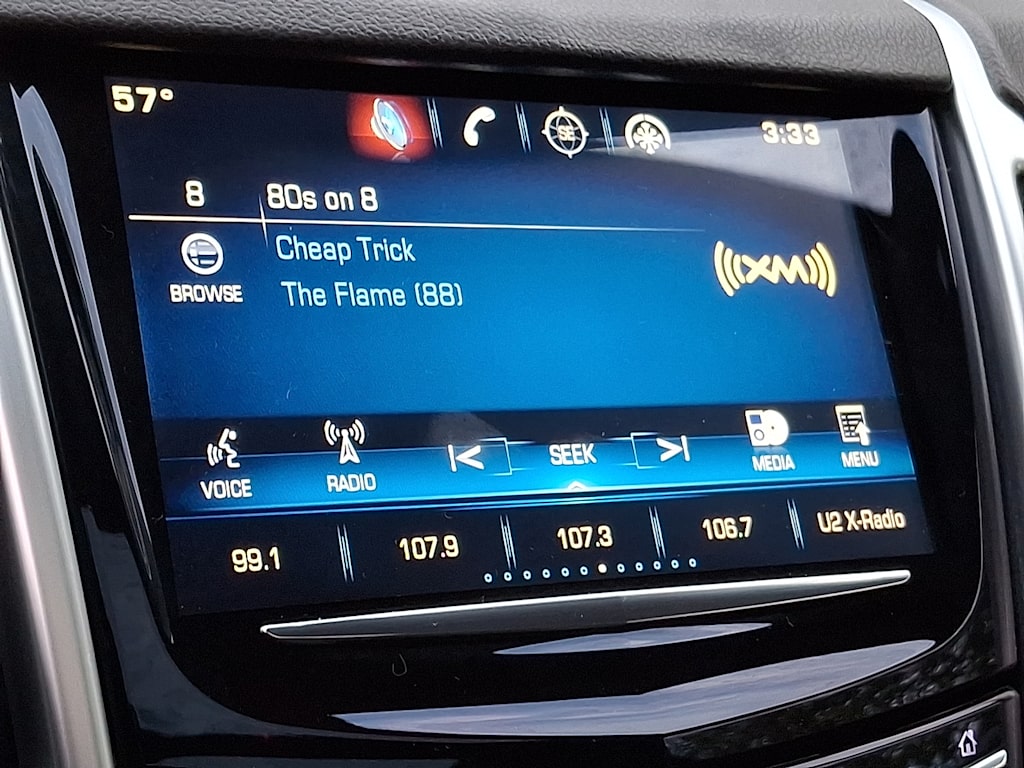 57°
SE
3:33
8
80s on 8
BROWSE
Cheap Trick
The Flame (88)
((XM))
VOICE
RADIO
SEEK
MEDIA
MENU
99.1
107.9
107.3
106.7
U2 X-Radio